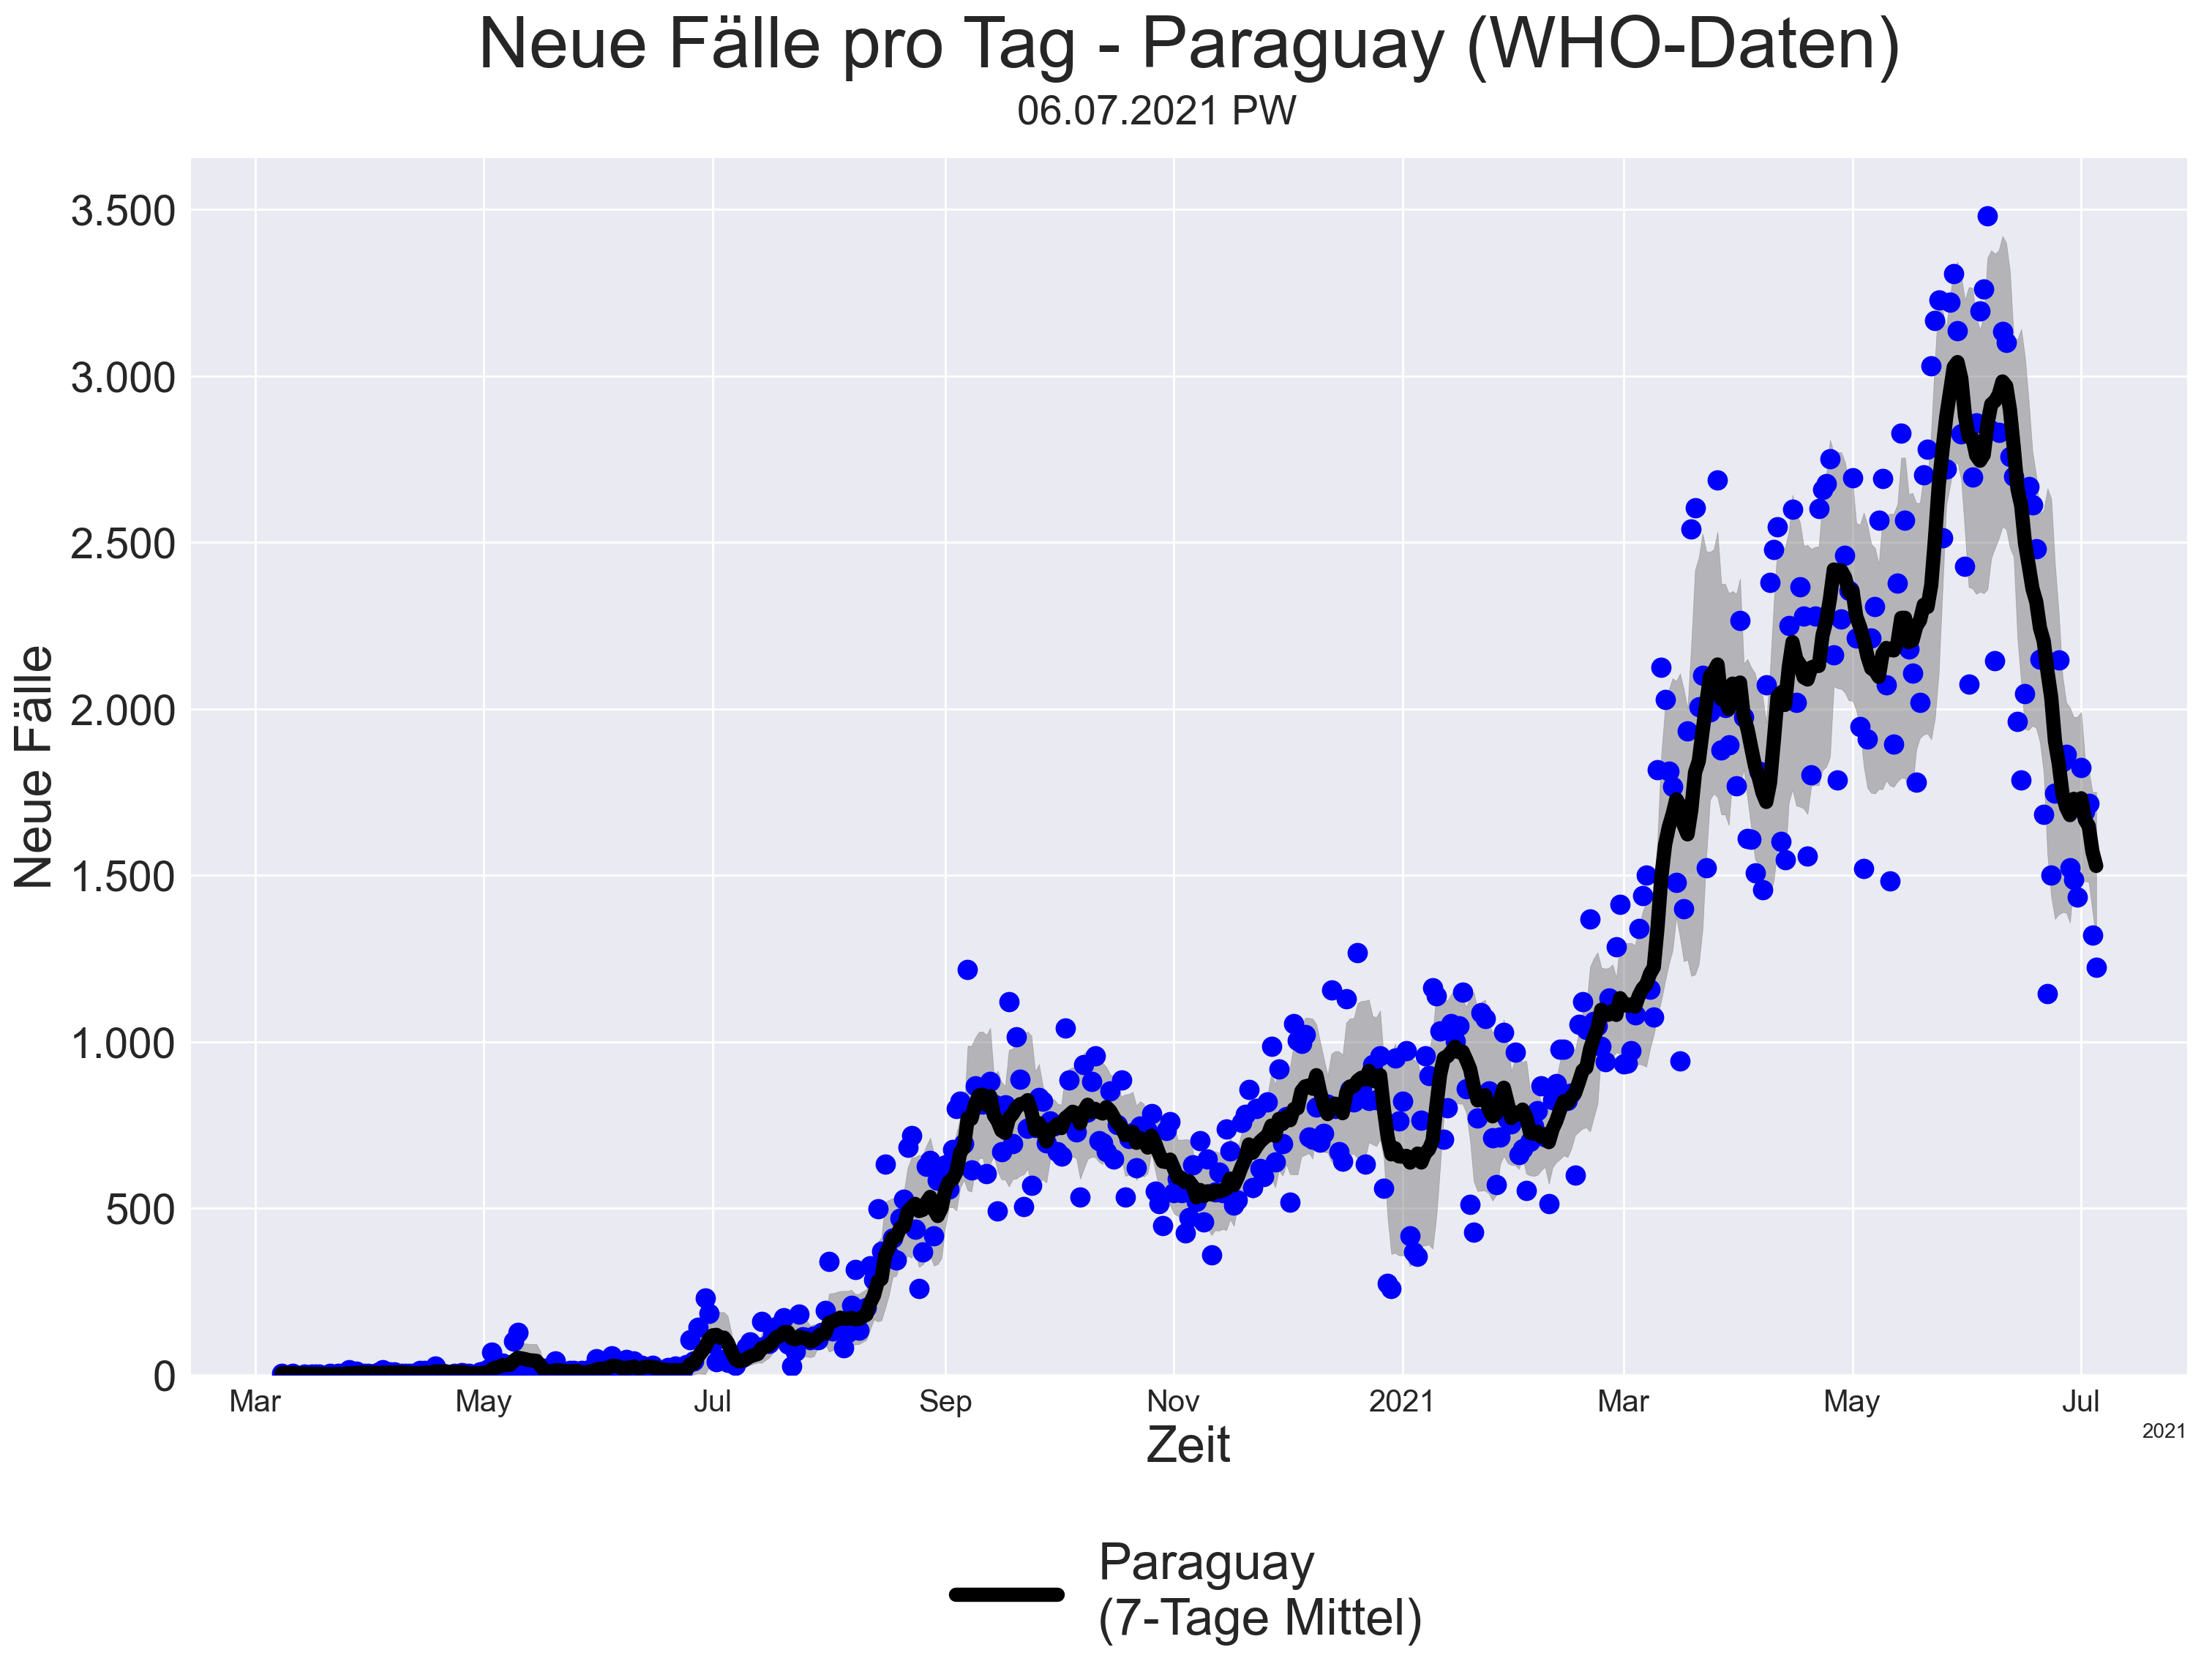 Neue Fälle pro Tag - Paraguay (WHO-Daten)
06.07.2021 PW
3.500
3.000
2.500
2.000
1.500
1.000
500
0
Neue Fälle
Mar May Jul Sep Nov 2021 Mar May Jul
2021
Zeit
Paraguay
(7-Tage Mittel)